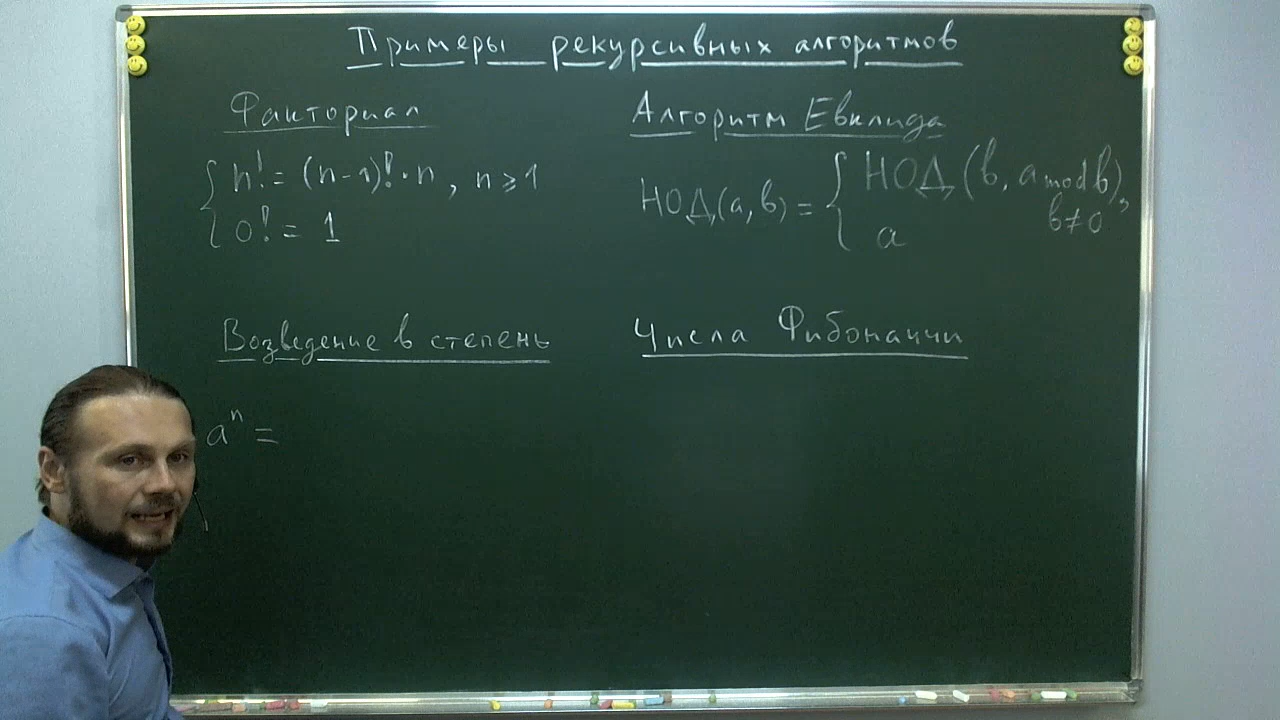 Примеры рекурсивных алгоритмов
Факториал
n! = (n-1)! · n, n ⩾ 1
0! = 1
Алгоритм Евклида
НОД(a, b) = НОД(b, a mod b),
b ≠ 0
a
Возведение в степень
aⁿ =
Числа Фибоначчи